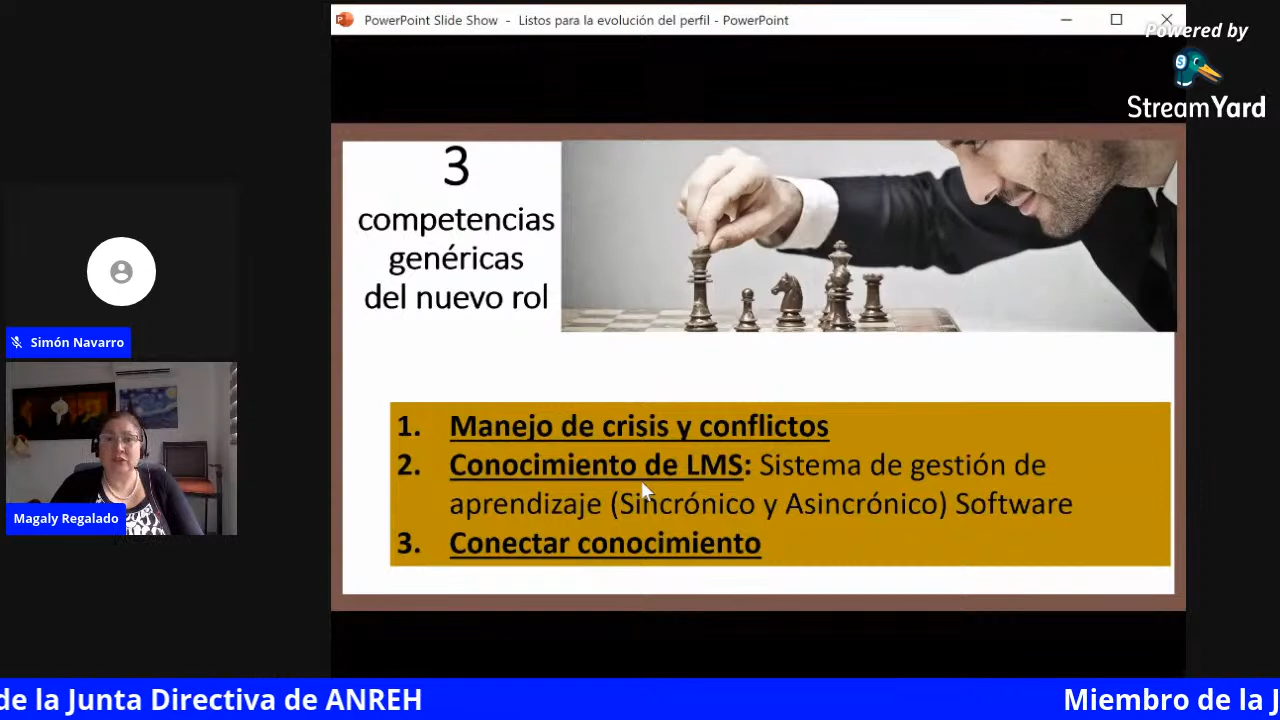 PowerPoint Slide Show - Listos para la evolución del perfil - PowerPoint
Powered by
StreamYard
3
competencias
genéricas
del nuevo rol
1. Manejo de crisis y conflictos
2. Conocimiento de LMS: Sistema de gestión de
aprendizaje (Sincrónico y Asincrónico) Software
3. Conectar conocimiento
Simón Navarro
Magaly Regalado
de la Junta Directiva de ANREH
Miembro de la J